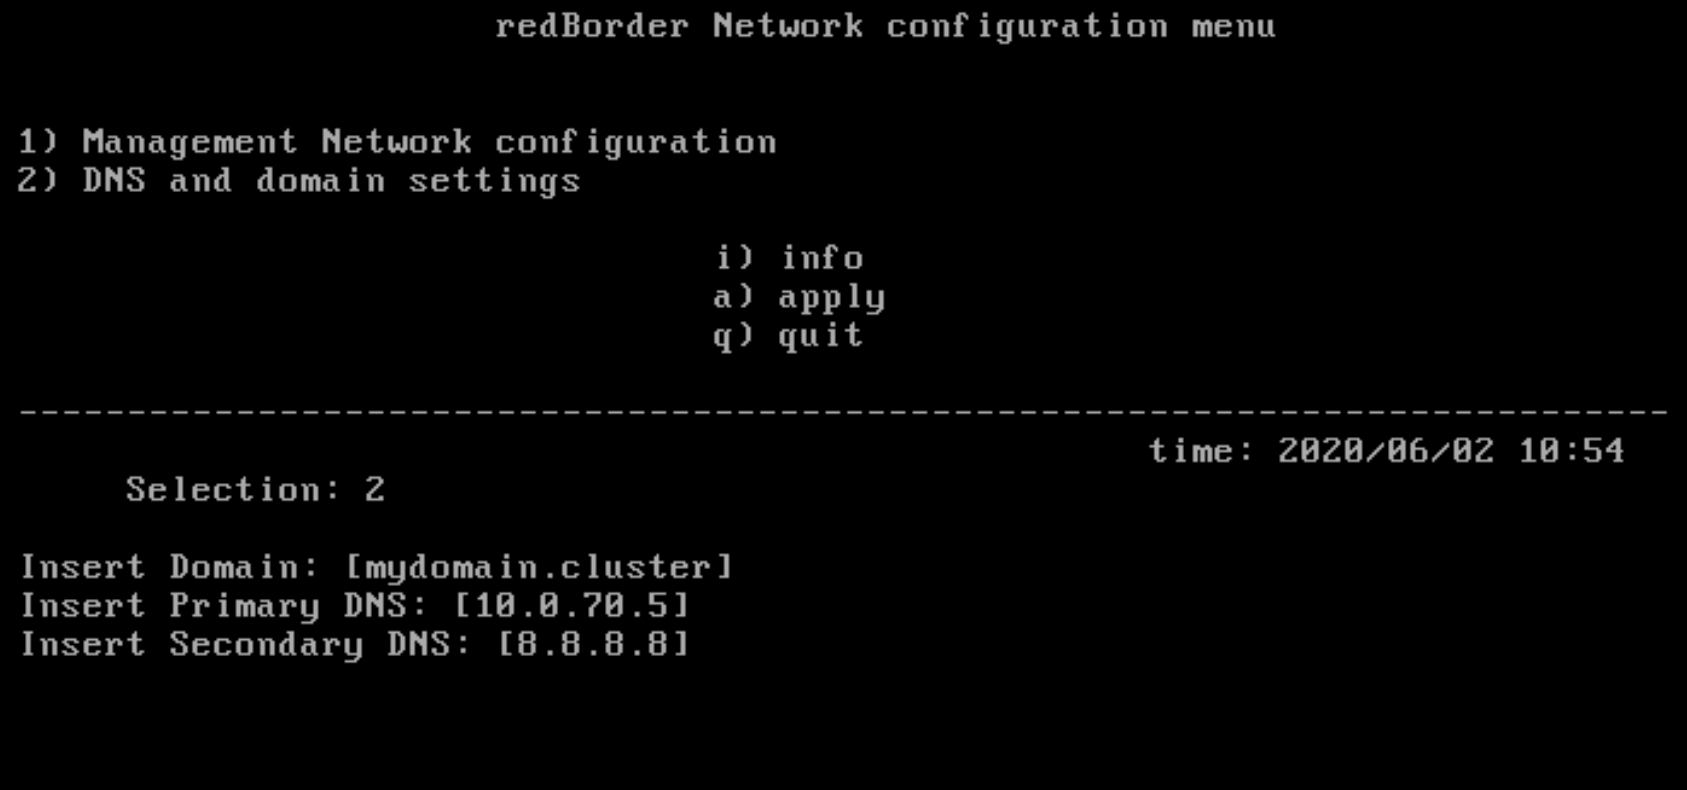 redBorder Network configuration menu
1) Management Network configuration
2) DNS and domain settings
i) info
a) apply
q) quit
------------------------------------------------------------------------------
time: 2020/06/02 10:54
Selection: 2
Insert Domain: [mydomain.cluster]
Insert Primary DNS: [10.0.70.5]
Insert Secondary DNS: [8.8.8.8]